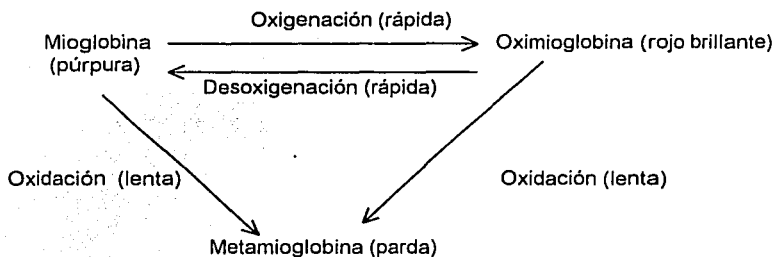 Oxigenación (rápida)
Mioglobina
(púrpura)
Oximioglobina (rojo brillante)
Desoxigenación (rápida)
Oxidación (lenta)
Oxidación (lenta)
Metamioglobina (parda)